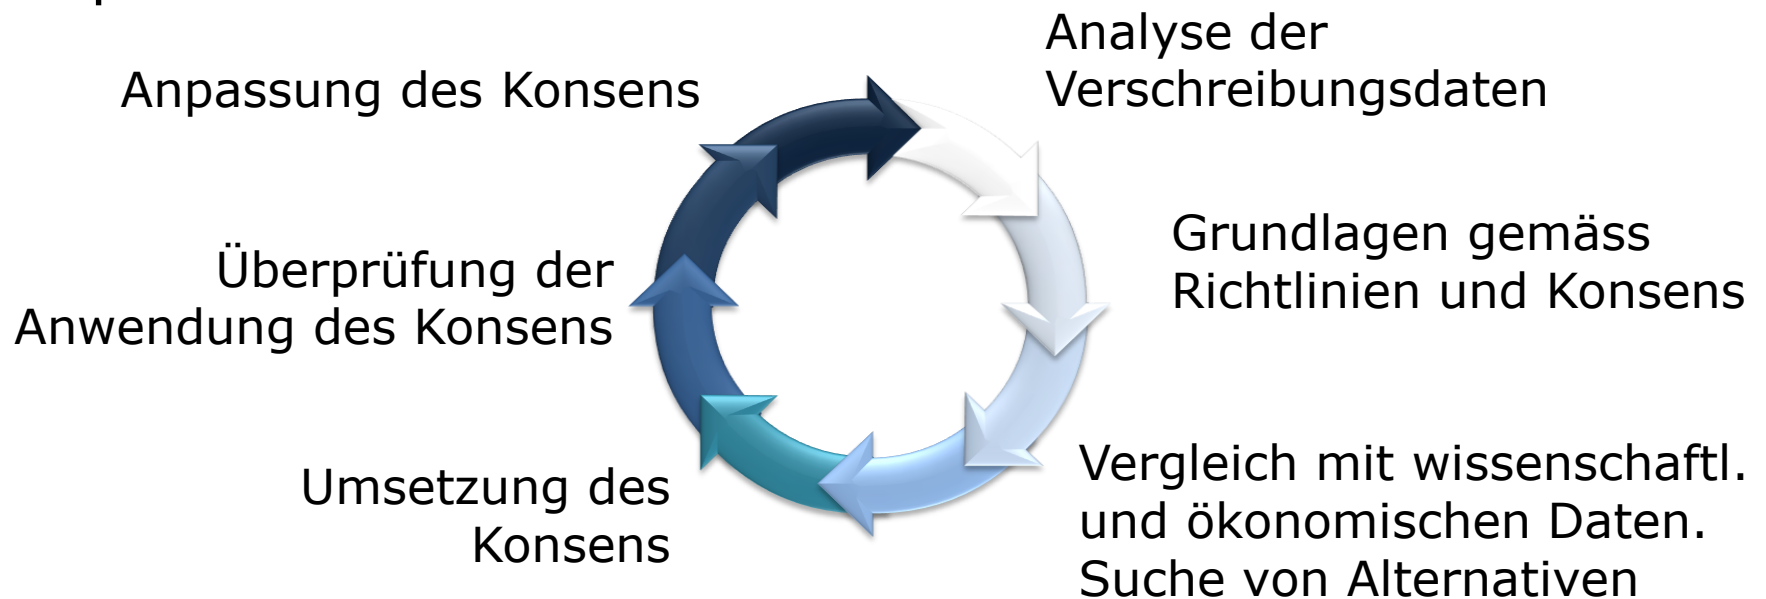 Analyse der
Verschreibungsdaten
Grundlagen gemäss
Richtlinien und Konsens
Vergleich mit wissenschaftl.
und ökonomischen Daten.
Suche von Alternativen
Umsetzung des
Konsens
Überprüfung der
Anwendung des Konsens
Anpassung des Konsens